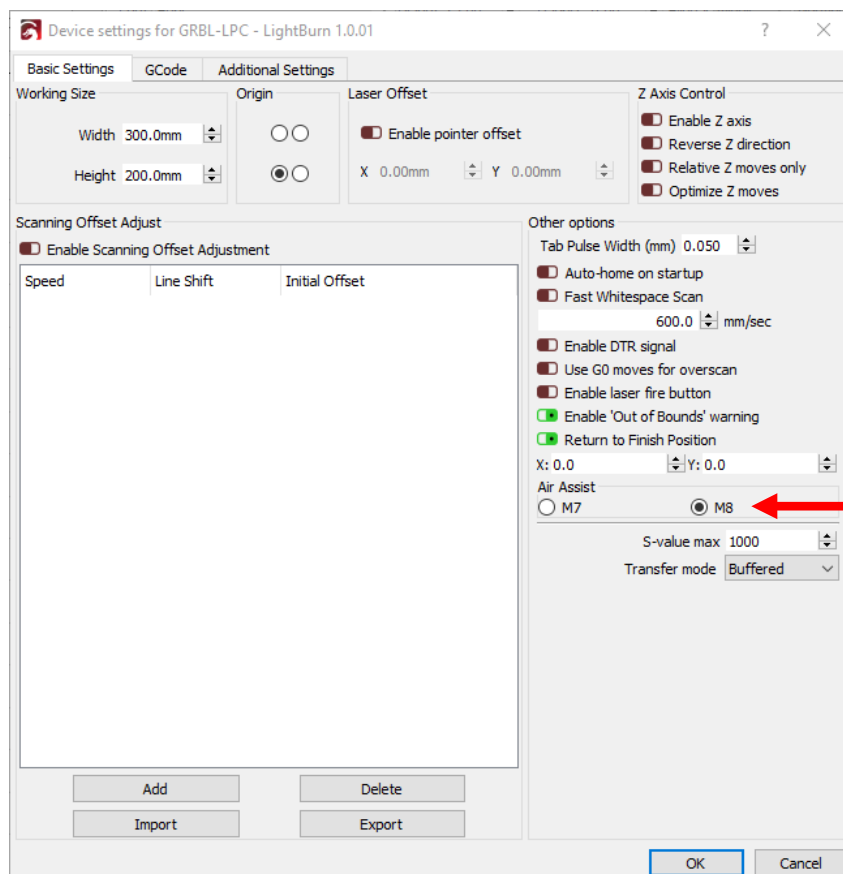 Device settings for GRBL-LPC - LightBurn 1.0.01 ?
Basic Settings GCode Additional Settings
Working Size
Width 300.0mm
Height 200.0mm
Origin
Laser Offset
Enable pointer offset
X 0.00mm Y 0.00mm
Z Axis Control
Enable Z axis
Reverse Z direction
Relative Z moves only
Optimize Z moves
Scanning Offset Adjust
Enable Scanning Offset Adjustment
Speed Line Shift Initial Offset
Add Delete
Import Export
Other options
Tab Pulse Width (mm) 0.050
Auto-home on startup
Fast Whitespace Scan
600.0 mm/sec
Enable DTR signal
Use G0 moves for overscan
Enable laser fire button
Enable 'Out of Bounds' warning
Return to Finish Position
X: 0.0 Y: 0.0
Air Assist
M7 M8
S-value max 1000
Transfer mode Buffered
OK Cancel